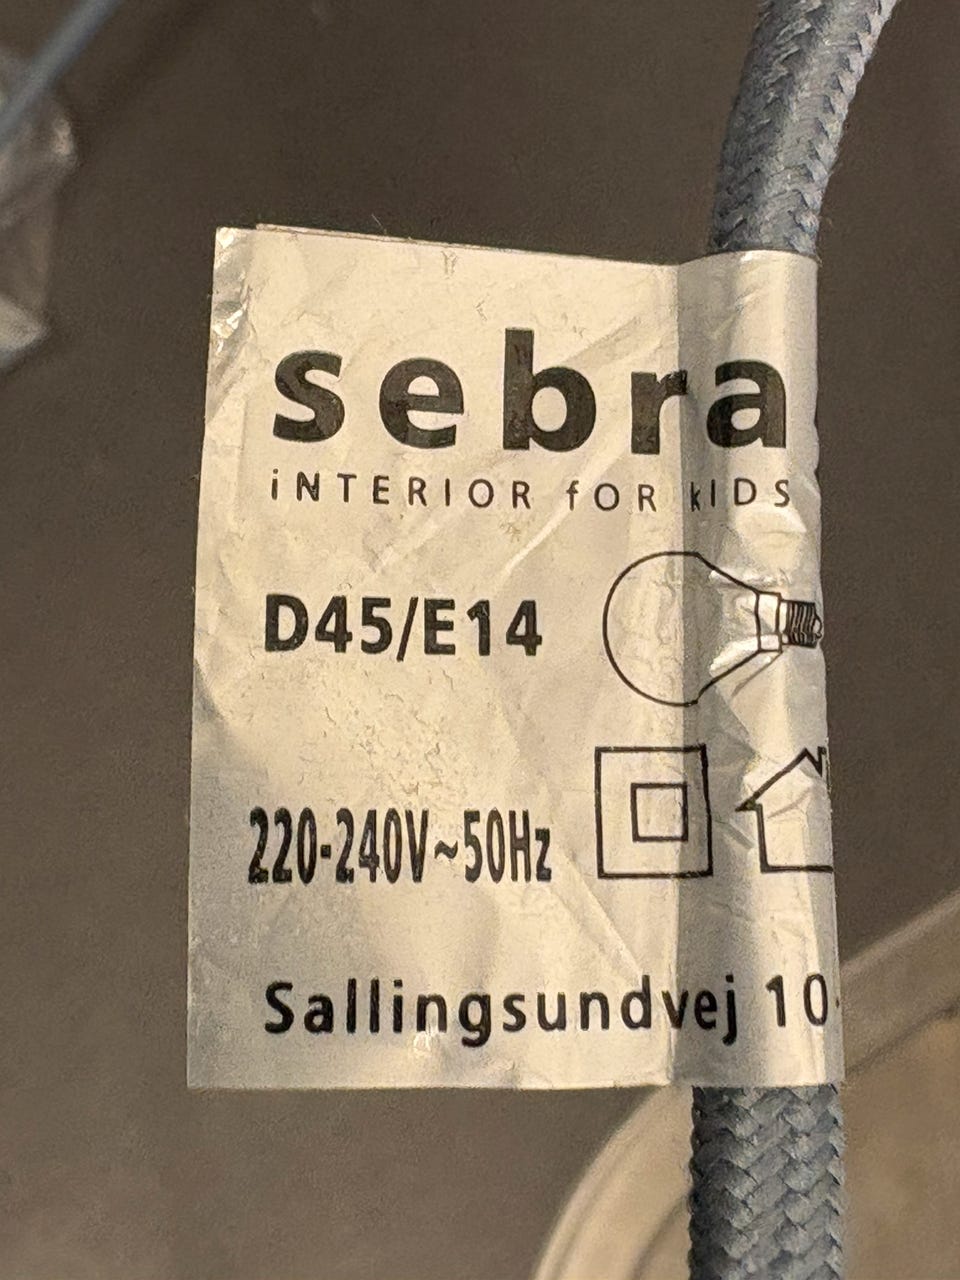 sebra
iNTERIOR fOR kIDS
D45/E14
220-240V~50Hz
Sallingsundvej 10